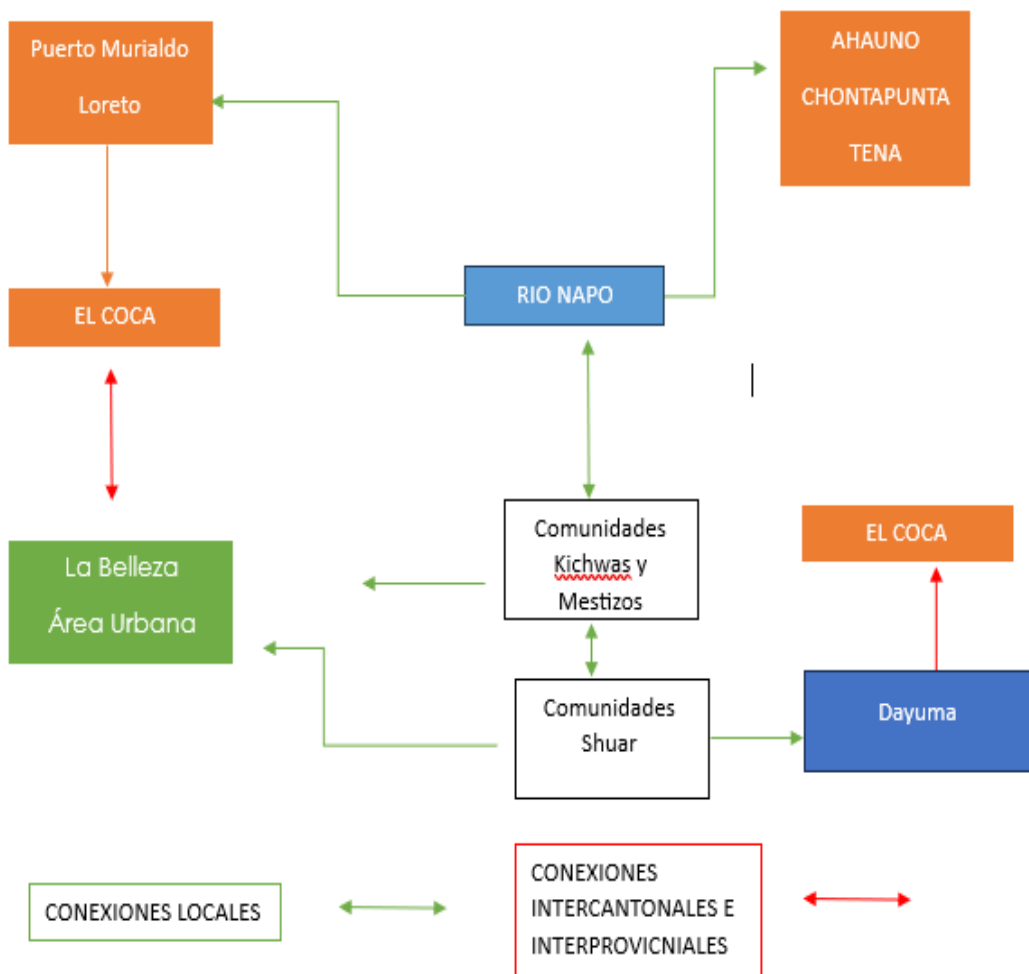 Puerto Murialdo
Loreto
AHAUNO
CHONTAPUNTA
TENA
RIO NAPO
EL COCA
Comunidades
Kichwas y
Mestizos
EL COCA
La Belleza
Área Urbana
Comunidades
Shuar
Dayuma
CONEXIONES LOCALES
CONEXIONES
INTERCANTONALES E
INTERPROVICNIALES